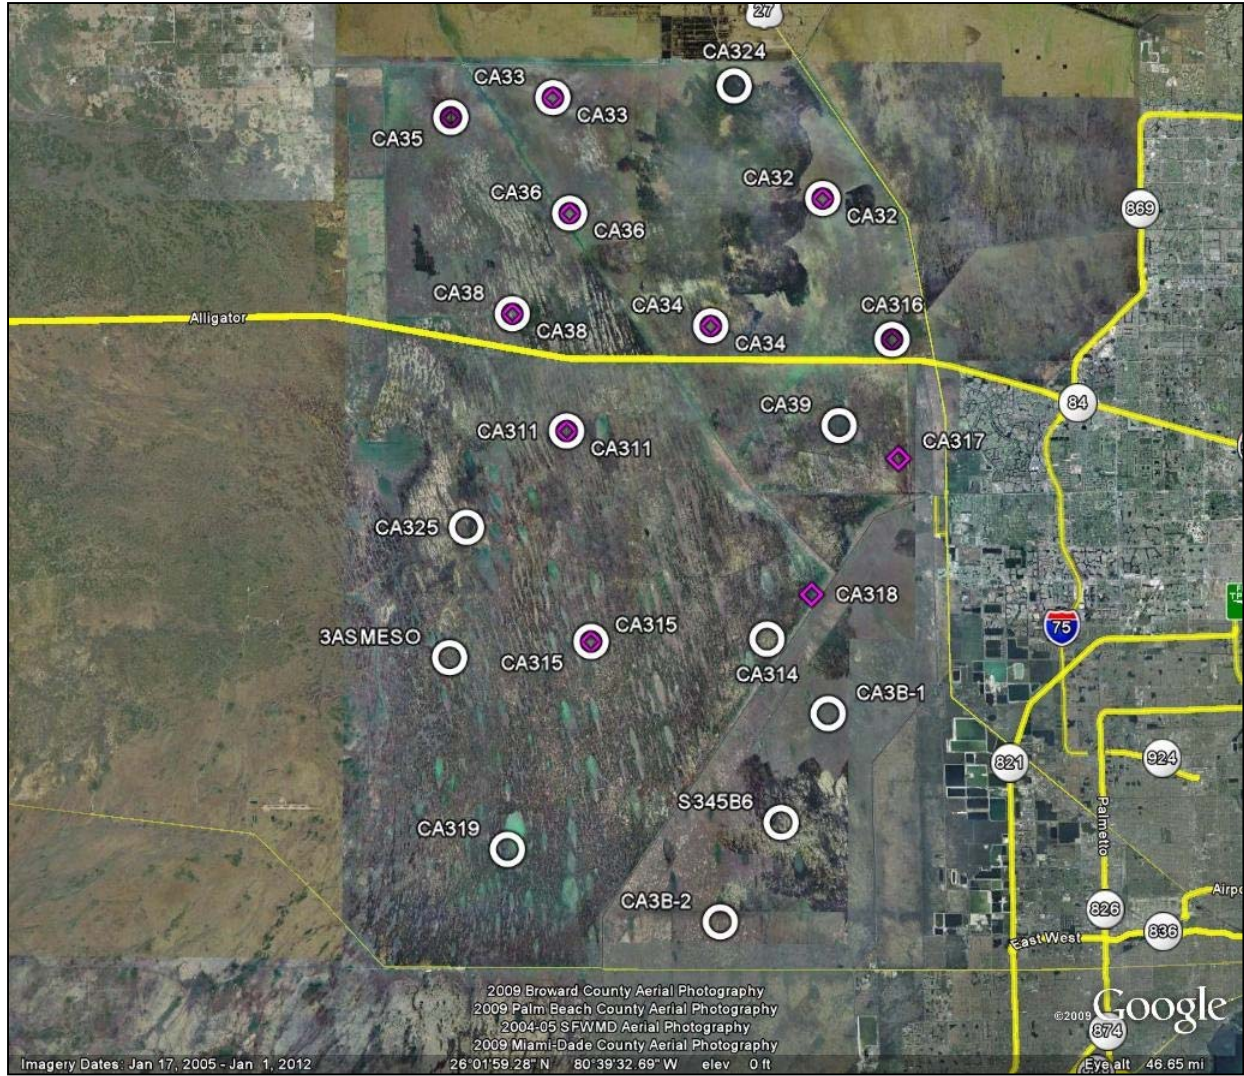 27
CA324
CA33
CA33
CA35
CA32
CA32
CA36
CA36
869
CA38
CA38
CA34
CA34
CA316
Alligator
84
CA39
CA311
CA311
CA317
CA325
CA318
75
3ASMESO
CA315
CA315
CA314
CA3B-1
821
924
S345B6
Palmetto
CA319
CA3B-2
826
Airpo
836
East West
2009 Broward County Aerial Photography
2009 Palm Beach County Aerial Photography
2004-05 SFWMD Aerial Photography
2009 Miami-Dade County Aerial Photography
©2009 Google
874
Imagery Dates: Jan 17, 2005 - Jan 1, 2012 26°01'59.28" N 80°39'32.69" W elev 0 ft Eye alt 46.65 mi